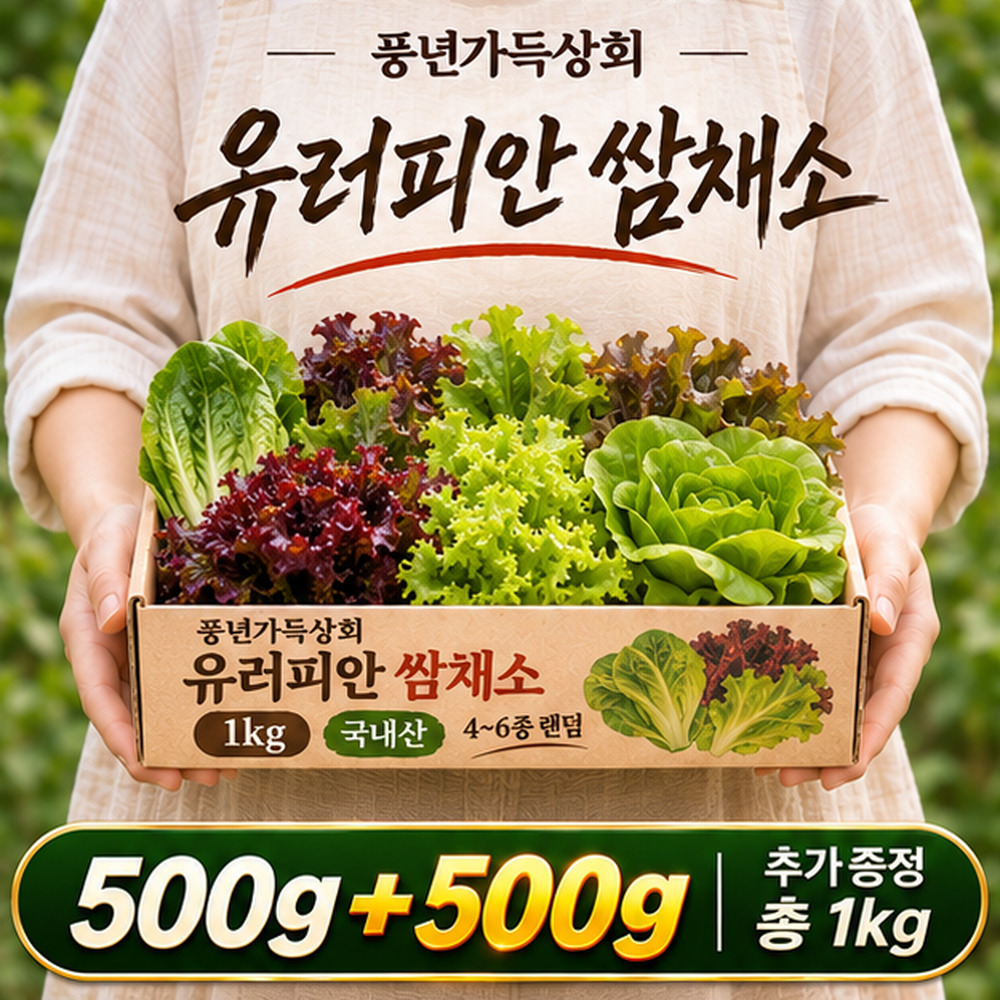 풍년가득상회
유러피안 쌈채소
풍년가득상회
유러피안 쌈채소
1kg 국내산 4~6종 랜덤
500g+500g
추가 증정
총 1kg